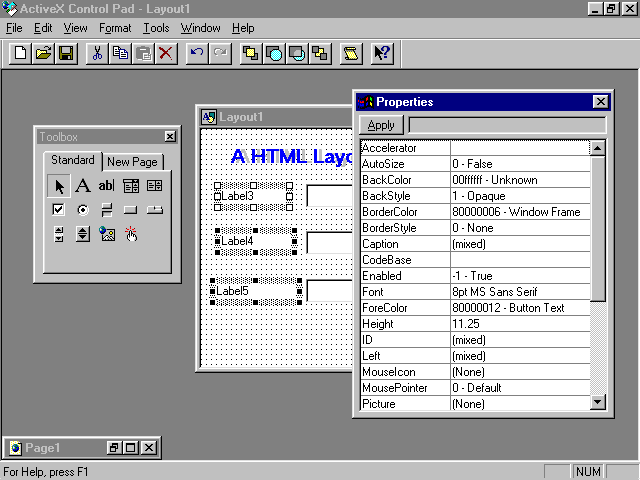 ActiveX Control Pad - Layout1
File Edit View Format Tools Window Help
Properties
Apply
Layout1
Toolbox
Standard New Page
A
ab
A HTML Layo
Label3
Label4
Label5
Accelerator
AutoSize 0 - False
BackColor 00ffffff - Unknown
BackStyle 1 - Opaque
BorderColor 80000006 - Window Frame
BorderStyle 0 - None
Caption (mixed)
CodeBase
Enabled -1 - True
Font 8pt MS Sans Serif
ForeColor 80000012 - Button Text
Height 11.25
ID (mixed)
Left (mixed)
MouseIcon (None)
MousePointer 0 - Default
Picture (None)
Page1
For Help, press F1 NUM